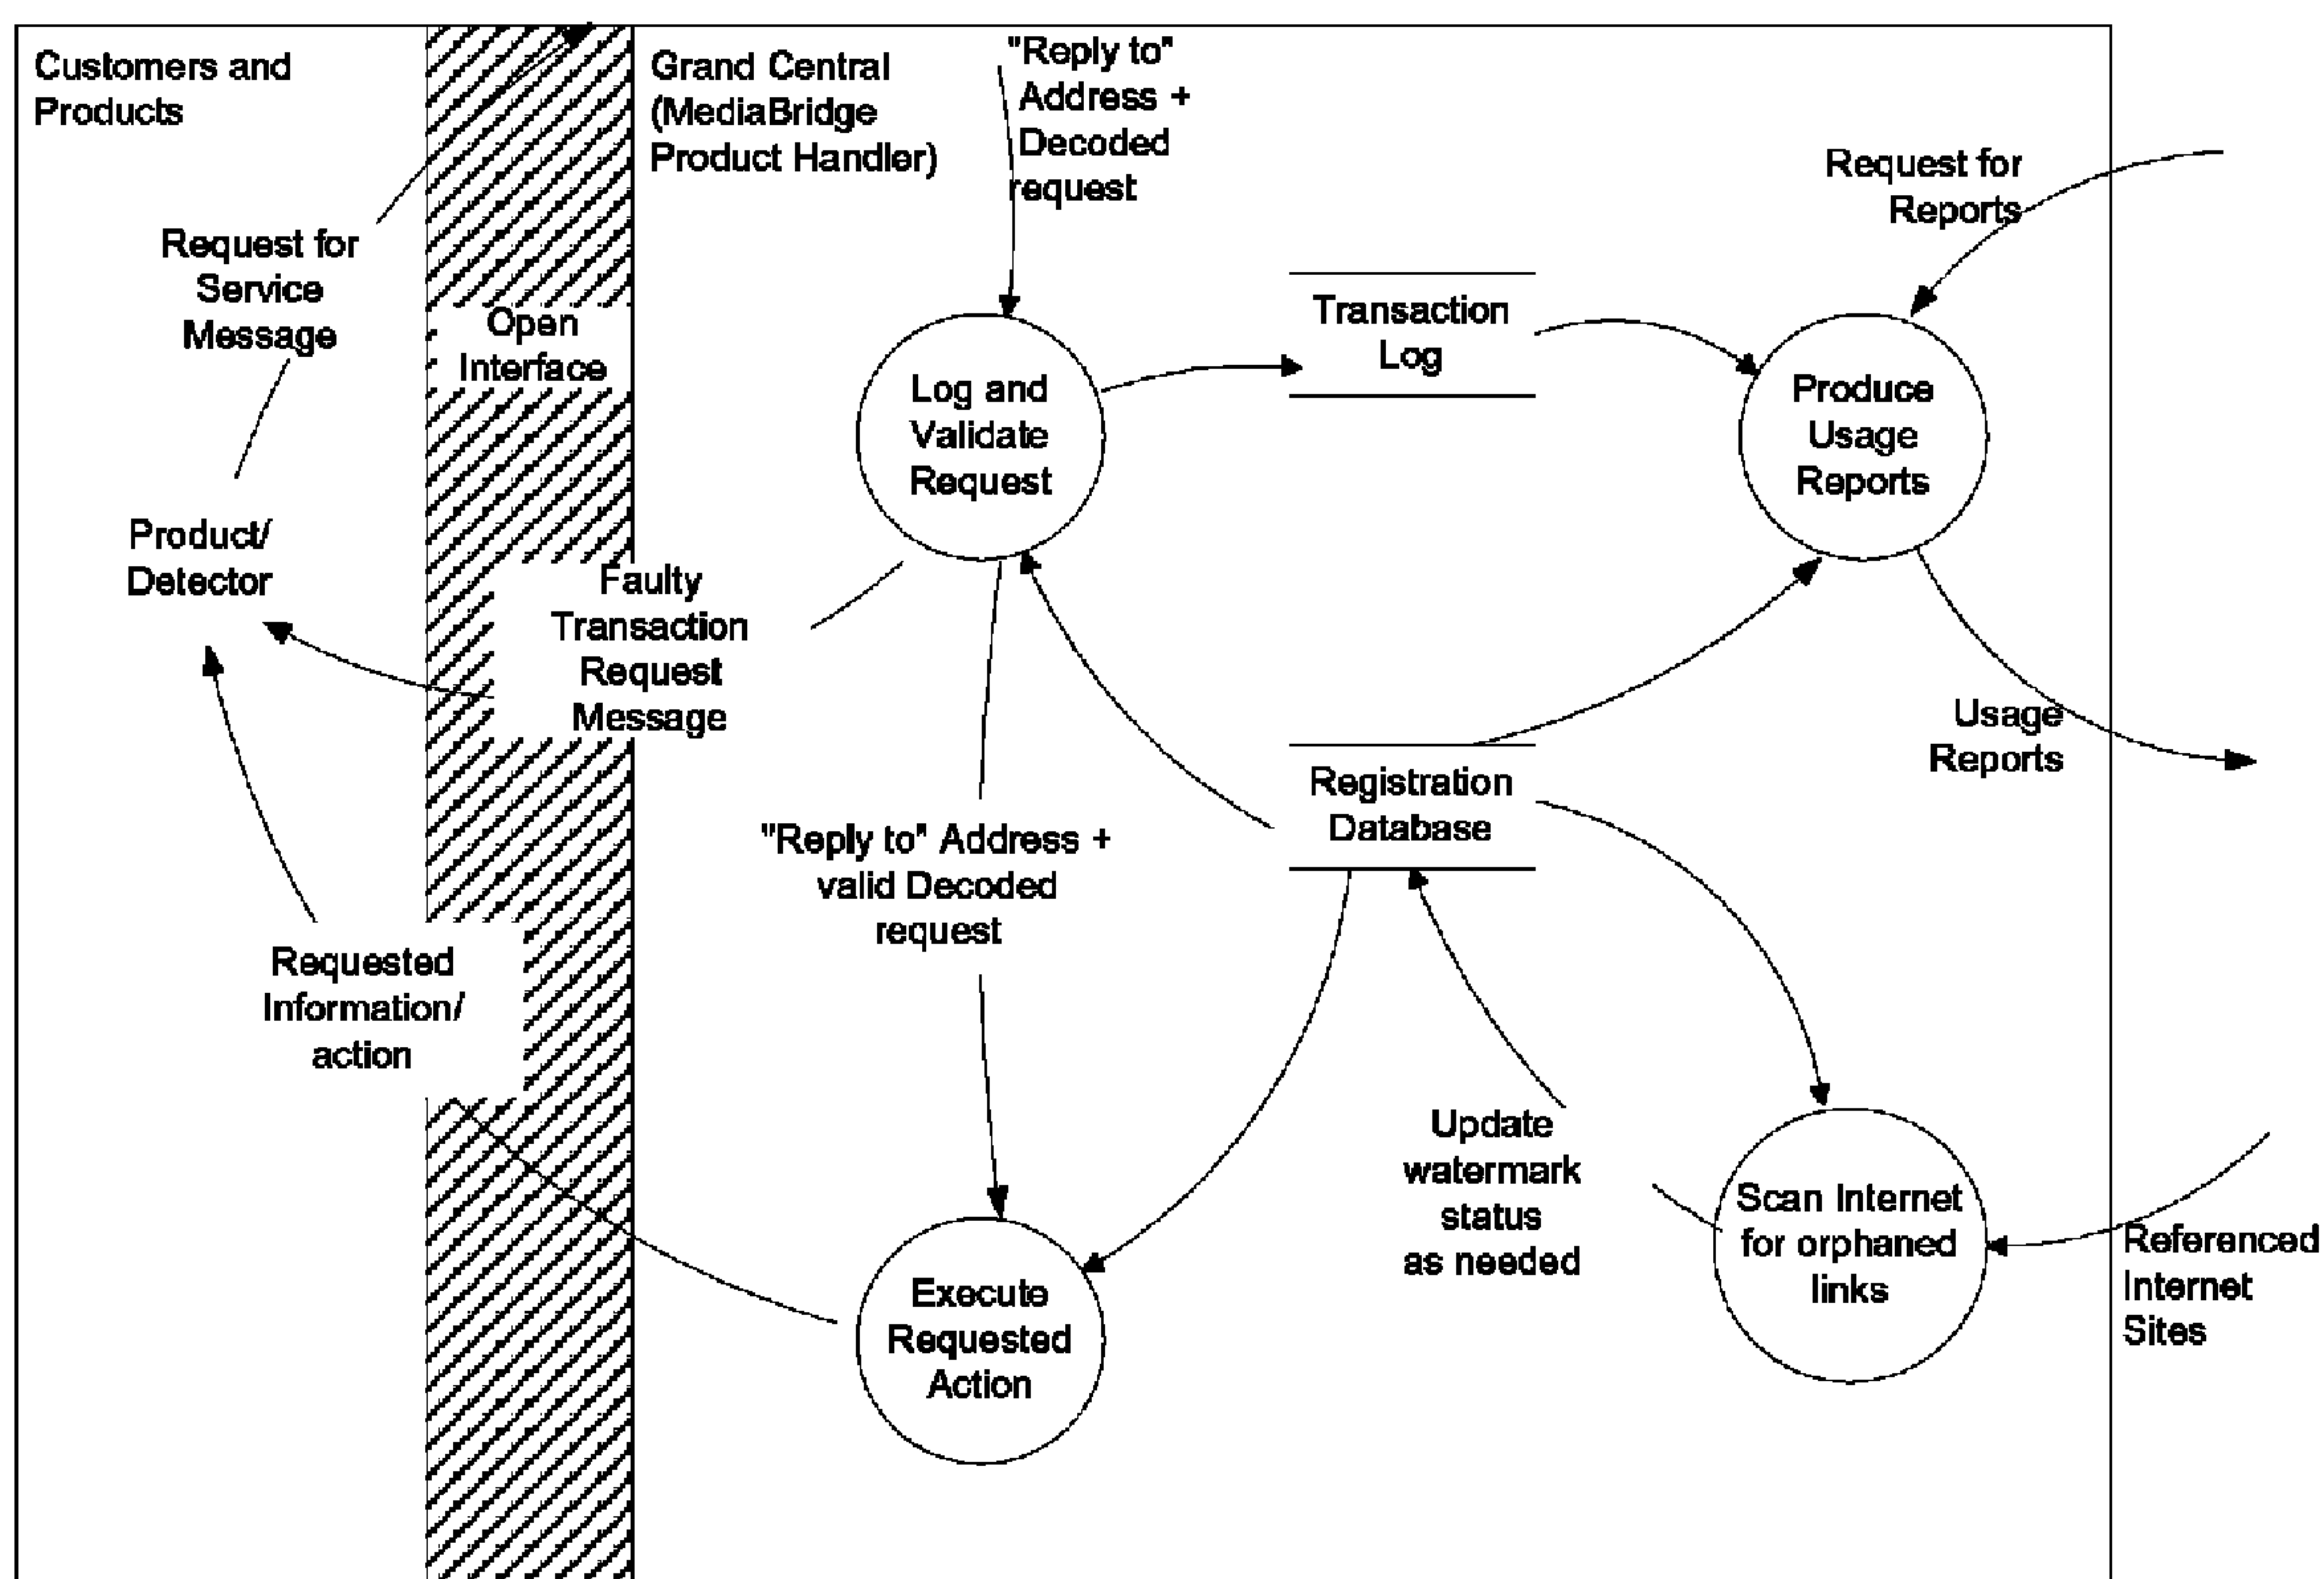 Customers and
Products
Grand Central
(MediaBridge
Product Handler)
"Reply to"
Address +
Decoded
request
Request for
Reports
Request for
Service
Message
Open
Interface
Transaction
Log
Log and
Validate
Request
Produce
Usage
Reports
Product/
Detector
Faulty
Transaction
Request
Message
Usage
Reports
Registration
Database
"Reply to" Address +
valid Decoded
request
Requested
Information/
action
Update
watermark
status
as needed
Scan Internet
for orphaned
links
Referenced
Internet
Sites
Execute
Requested
Action